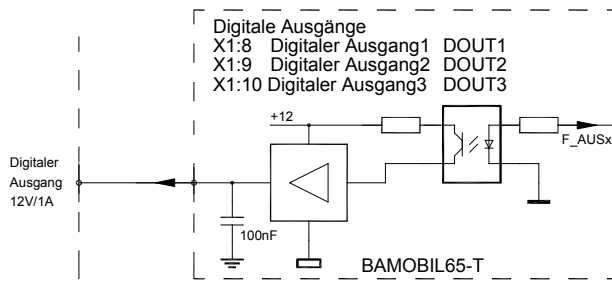 Digitale Ausgänge
X1:8 Digitaler Ausgang1 DOUT1
X1:9 Digitaler Ausgang2 DOUT2
X1:10 Digitaler Ausgang3 DOUT3
+12
F_AUSx
Digitaler
Ausgang
12V/1A
100nF
BAMOBIL65-T